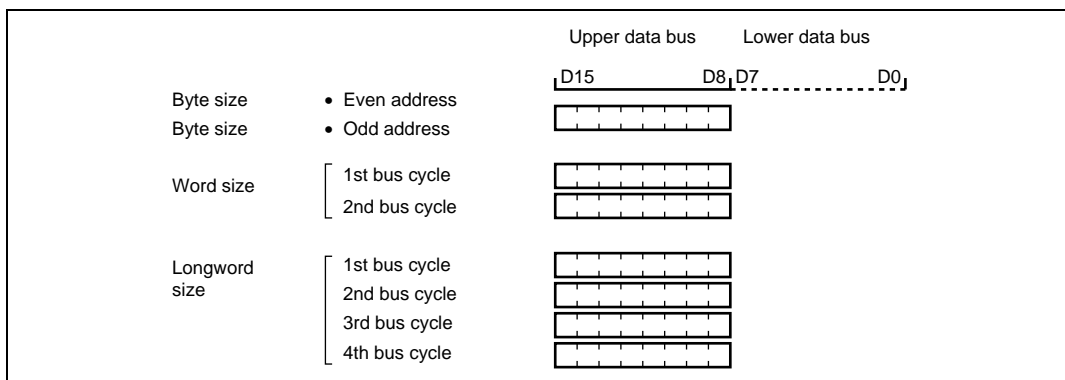 Upper data bus Lower data bus
D15 D8 D7 D0
Byte size • Even address
Byte size • Odd address
Word size 1st bus cycle
2nd bus cycle
Longword size 1st bus cycle
2nd bus cycle
3rd bus cycle
4th bus cycle